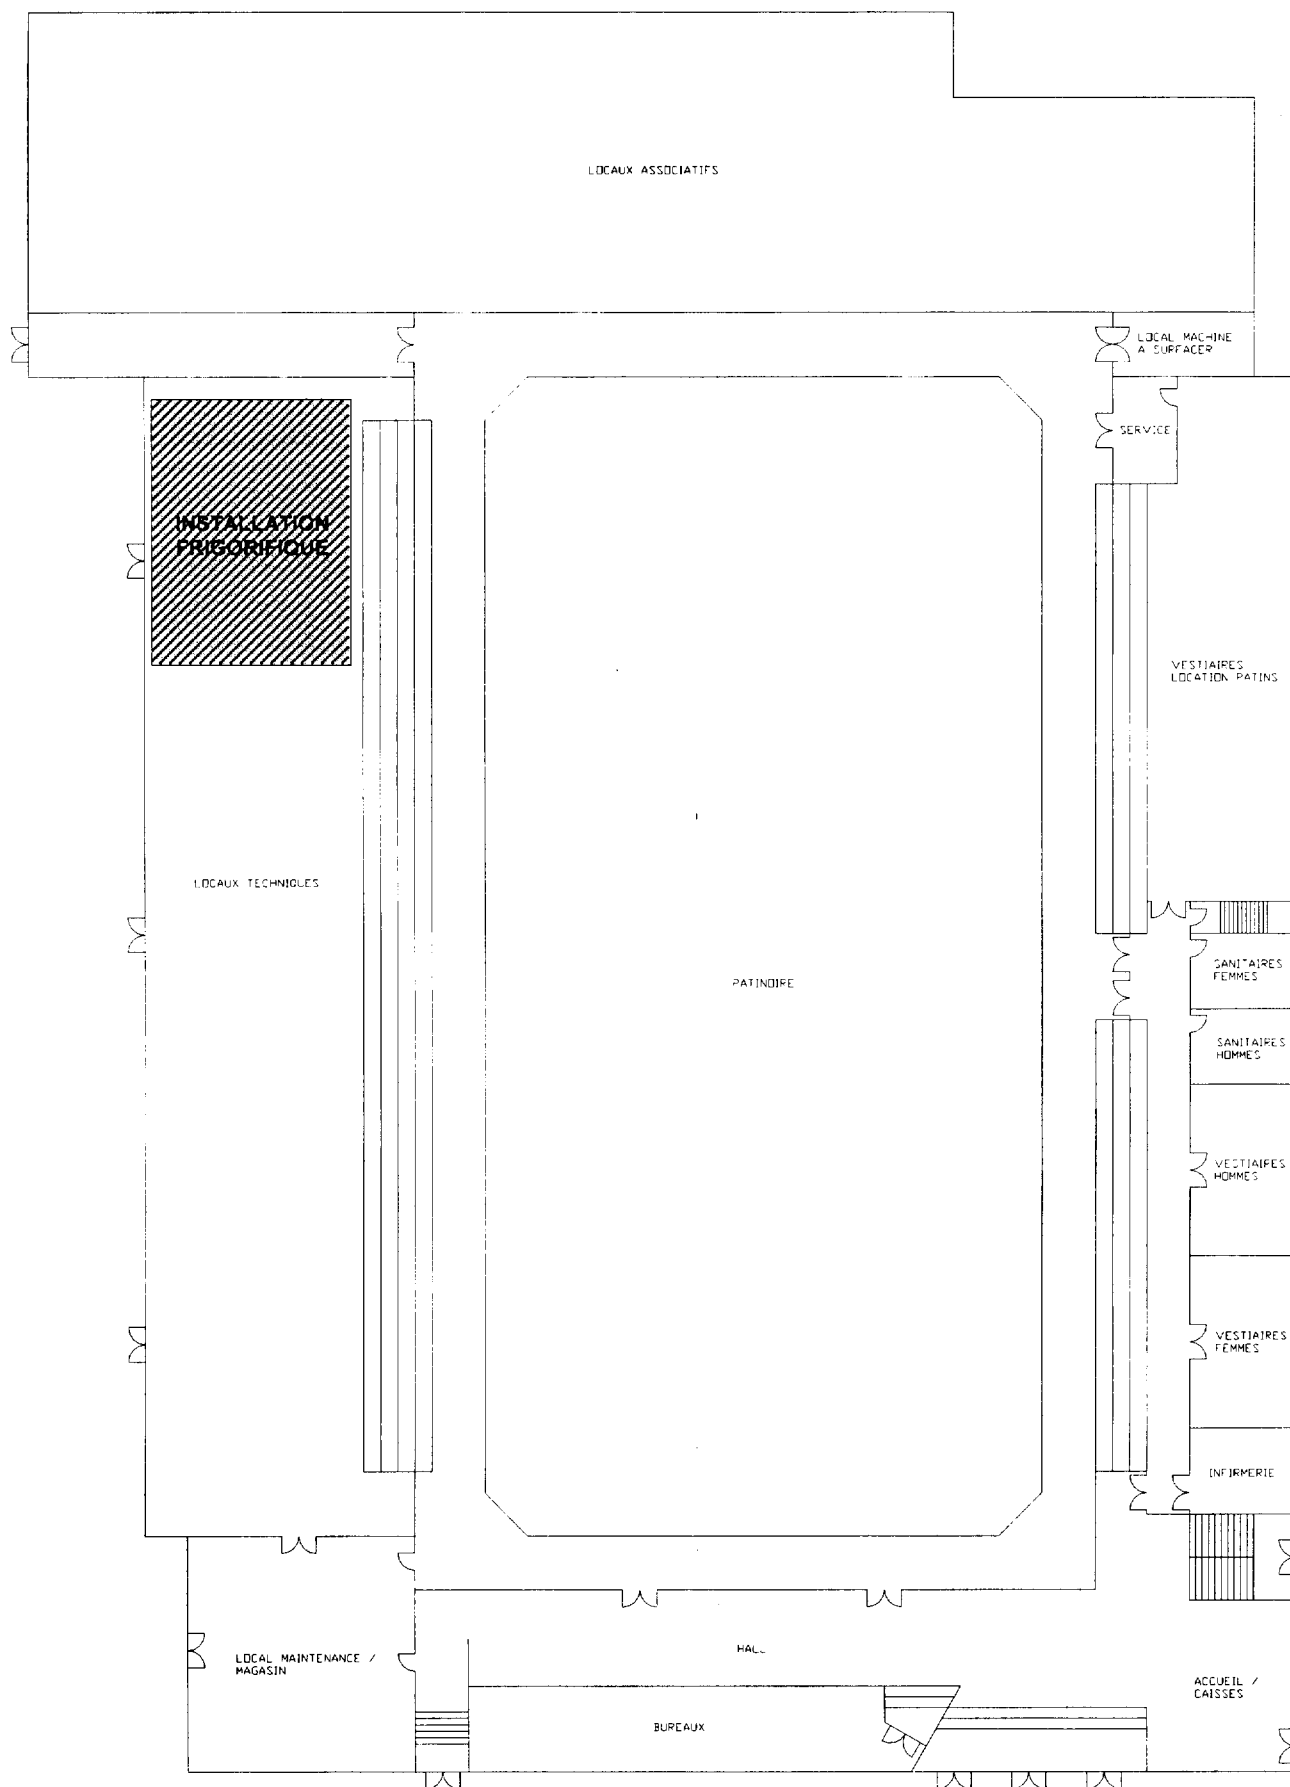 LOCAUX ASSOCIATIFS
LOCAL MACHINE
A SURFACER
SERVICE
INSTALLATION
FRIGORIFIQUE
VESTIAIRES
LOCATION PATINS
LOCAUX TECHNIQUES
SANITAIRES
FEMMES
PATINOIRE
SANITAIRES
HOMMES
VESTIAIRES
HOMMES
VESTIAIRES
FEMMES
INFIRMERIE
HALL
LOCAL MAINTENANCE /
MAGASIN
ACCUEIL /
CAISSES
BUREAUX